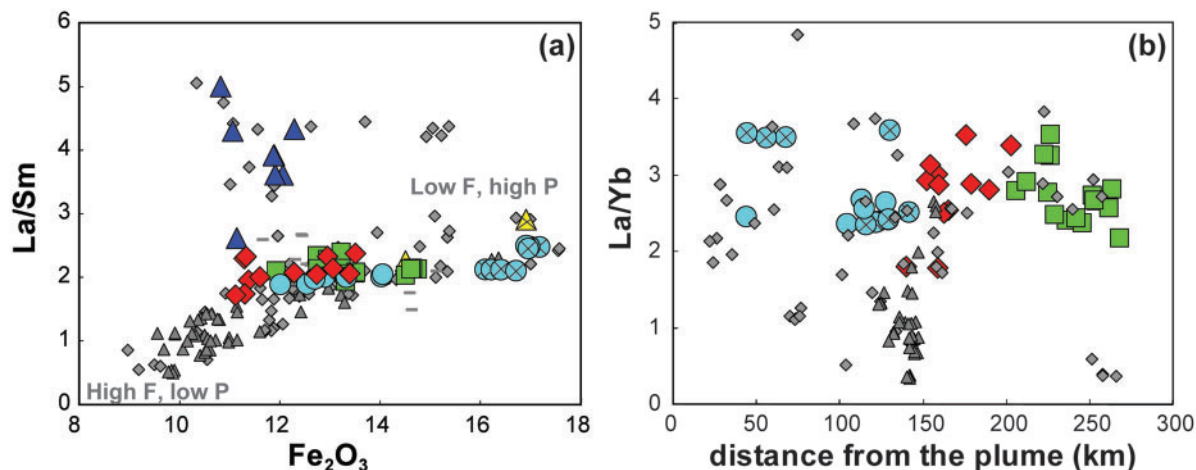 (a)
La/Sm
6
5
4
3
2
1
0
Low F, high P
High F, low P
8 10 12 14 16 18
Fe₂O₃
(b)
La/Yb
5
4
3
2
1
0
0 50 100 150 200 250 300
distance from the plume (km)